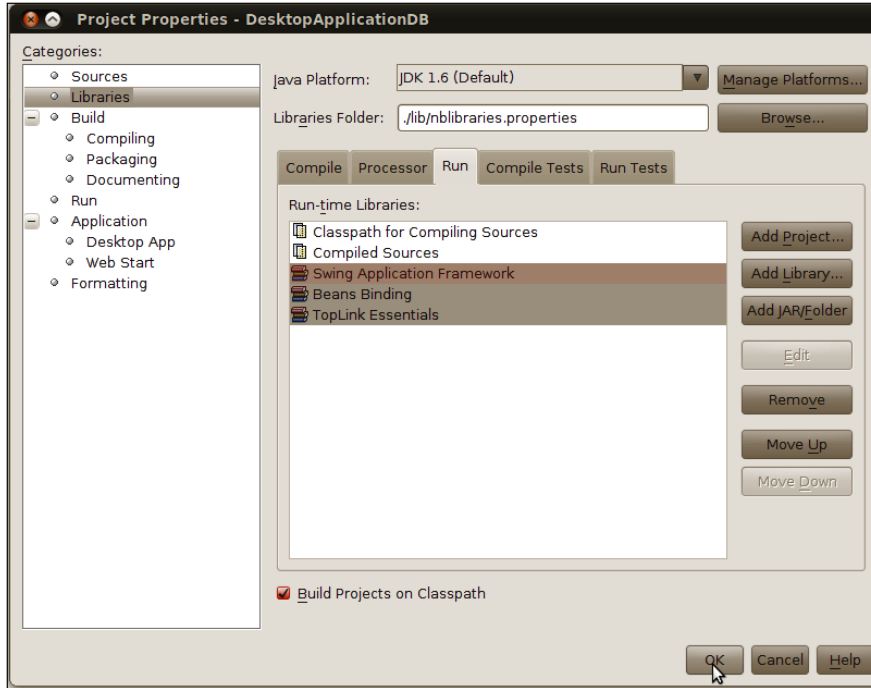 Project Properties - DesktopApplicationDB
Categories:
Sources
Libraries
Build
Compiling
Packaging
Documenting
Run
Application
Desktop App
Web Start
Formatting
Java Platform: JDK 1.6 (Default) Manage Platforms...
Libraries Folder: ./lib/nblibraries.properties Browse...
Compile Processor Run Compile Tests Run Tests
Run-time Libraries:
Classpath for Compiling Sources
Compiled Sources
Swing Application Framework
Beans Binding
TopLink Essentials
Add Project...
Add Library...
Add JAR/Folder
Edit
Remove
Move Up
Move Down
Build Projects on Classpath
OK Cancel Help